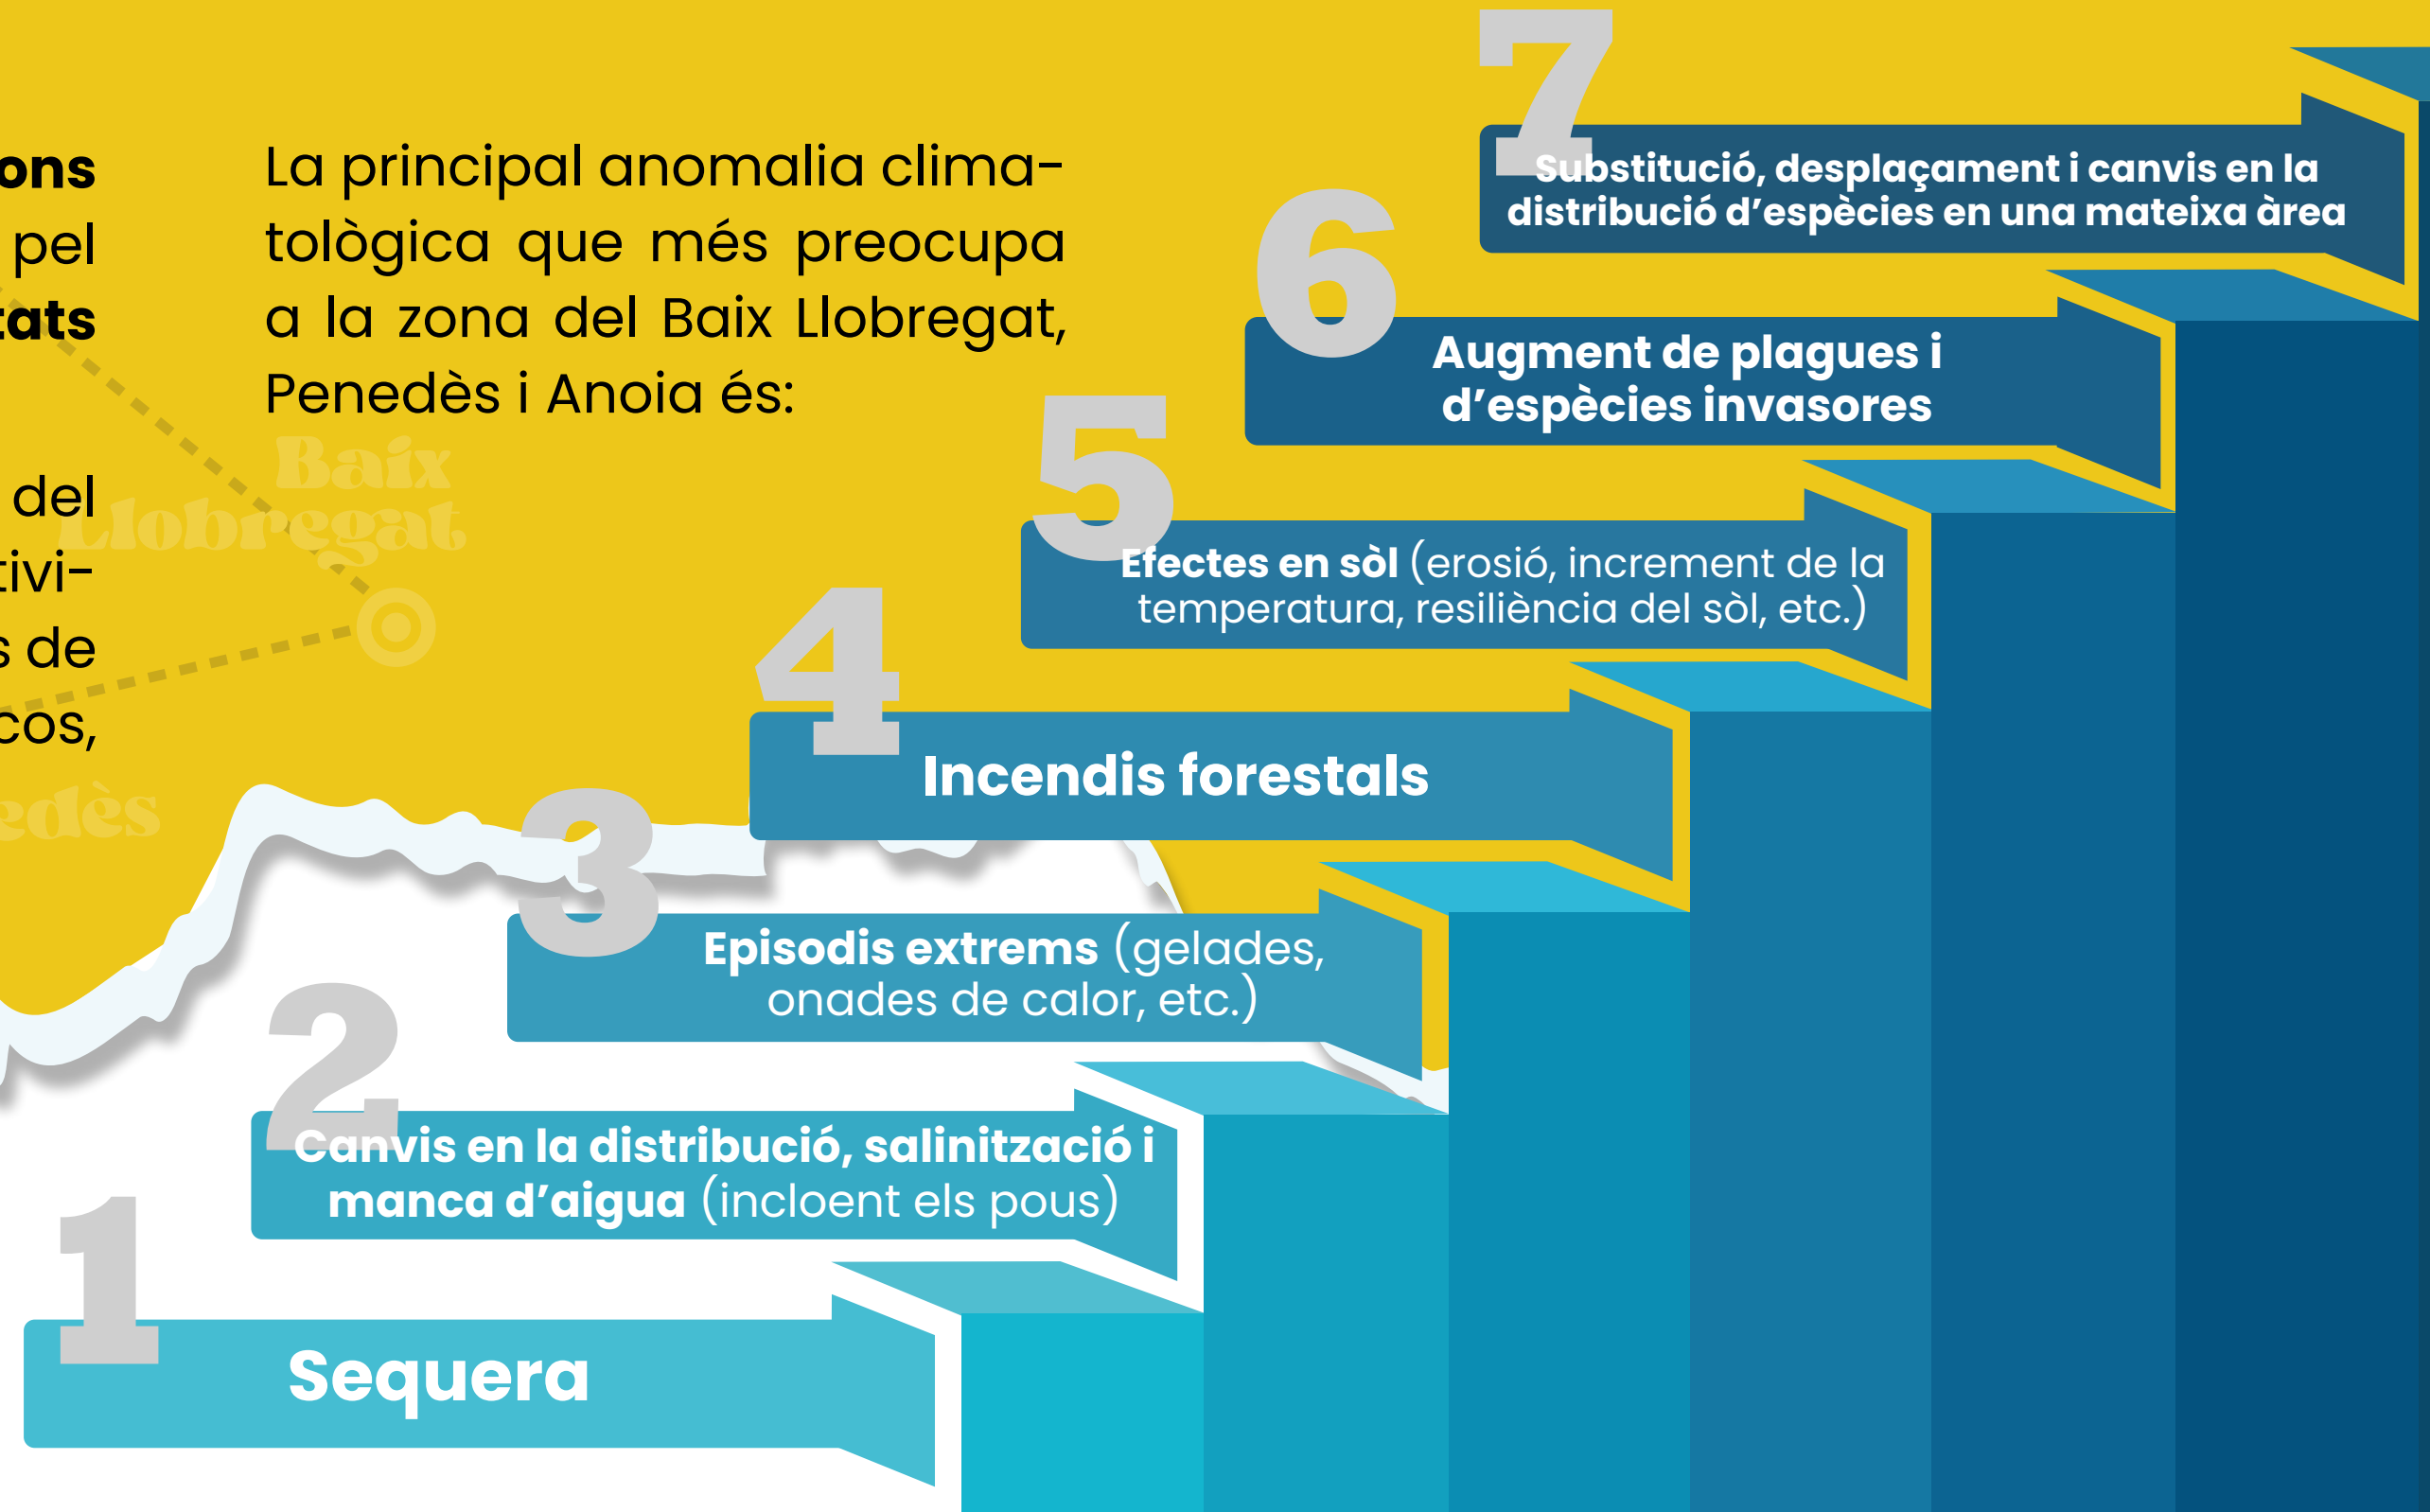 pel
del
de
La principal anomalia clima-
tològica que més preocupa
a la zona del Baix Llobregat,
Penedès i Anoia és:
Baix
Llobregat
7
Substitució, desplaçament i canvis en la
distribució d'espècies en una mateixa àrea
6
Augment de plagues i
d'espècies invasores
5
Efectes en sòl (erosió, increment de la
temperatura, resiliència del sòl, etc.)
4
Incendis forestals
3
Episodis extrems (gelades,
onades de calor, etc.)
2
Canvis en la distribució, salinització i
manca d'aigua (incloent els pous)
1
Sequera